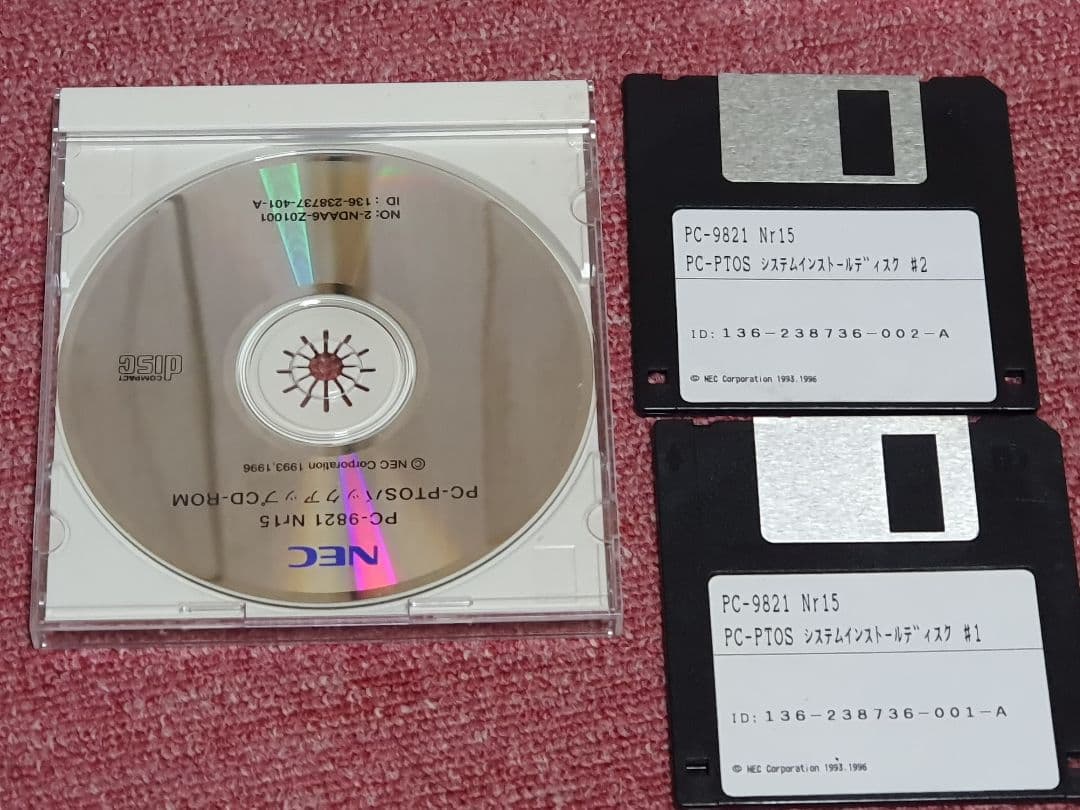 NEC
PC-9821 Nr15
PC-PTOSバックアップCD-ROM
© NEC Corporation 1993,1996
COMPACT
disc
NO: 2-NDAA6-Z01001
ID : 136-238737-401-A
PC-9821 Nr15
PC-PTOS ｼｽﾃﾑｲﾝｽﾄｰﾙﾃﾞｨｽｸ #2
ID: 136-238736-002-A
© NEC Corporation 1993.1996
PC-9821 Nr15
PC-PTOS ｼｽﾃﾑｲﾝｽﾄｰﾙﾃﾞｨｽｸ #1
ID: 136-238736-001-A
© NEC Corporation 1993.1996